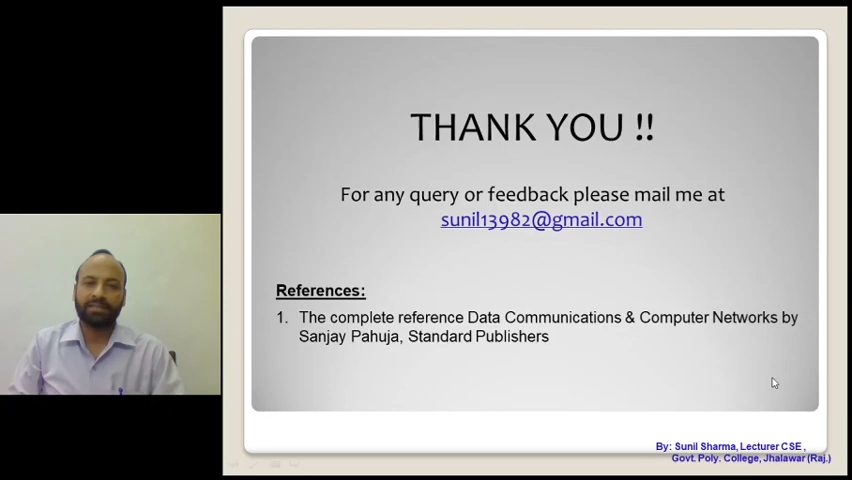 THANK YOU !!
For any query or feedback please mail me at
sunil13982@gmail.com
References:
1. The complete reference Data Communications & Computer Networks by
Sanjay Pahuja, Standard Publishers
By: Sunil Sharma, Lecturer CSE ,
Govt. Poly. College, Jhalawar (Raj.)